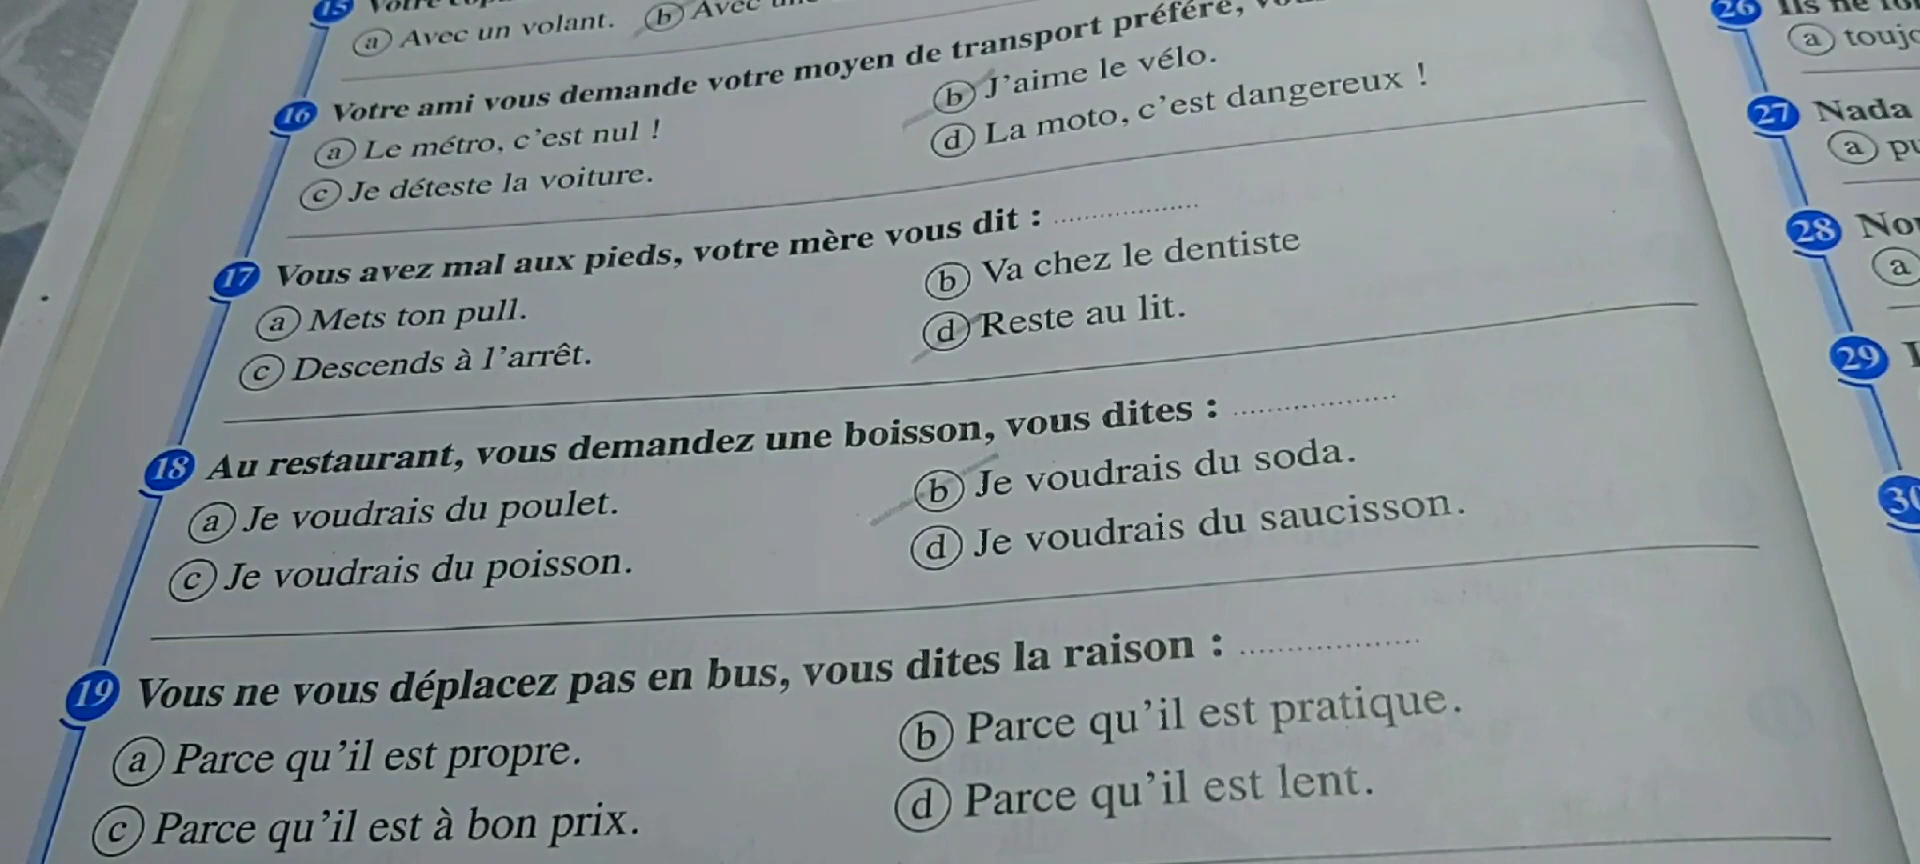 15
a Avec un volant. b Avec
16 Votre ami vous demande votre moyen de transport préféré,
a Le métro, c'est nul ! b J'aime le vélo.
c Je déteste la voiture. d La moto, c'est dangereux !
17 Vous avez mal aux pieds, votre mère vous dit : ..................
a Mets ton pull. b Va chez le dentiste
c Descends à l'arrêt. d Reste au lit.
18 Au restaurant, vous demandez une boisson, vous dites : ..................
a Je voudrais du poulet. b Je voudrais du soda.
c Je voudrais du poisson. d Je voudrais du saucisson.
19 Vous ne vous déplacez pas en bus, vous dites la raison : ..................
a Parce qu'il est propre. b Parce qu'il est pratique.
c Parce qu'il est à bon prix. d Parce qu'il est lent.
26 Ils ne
a
27 Nada
a
28
a
29